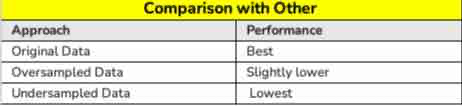 Comparison with Other
Approach Performance
Original Data Best
Oversampled Data Slightly lower
Undersampled Data Lowest